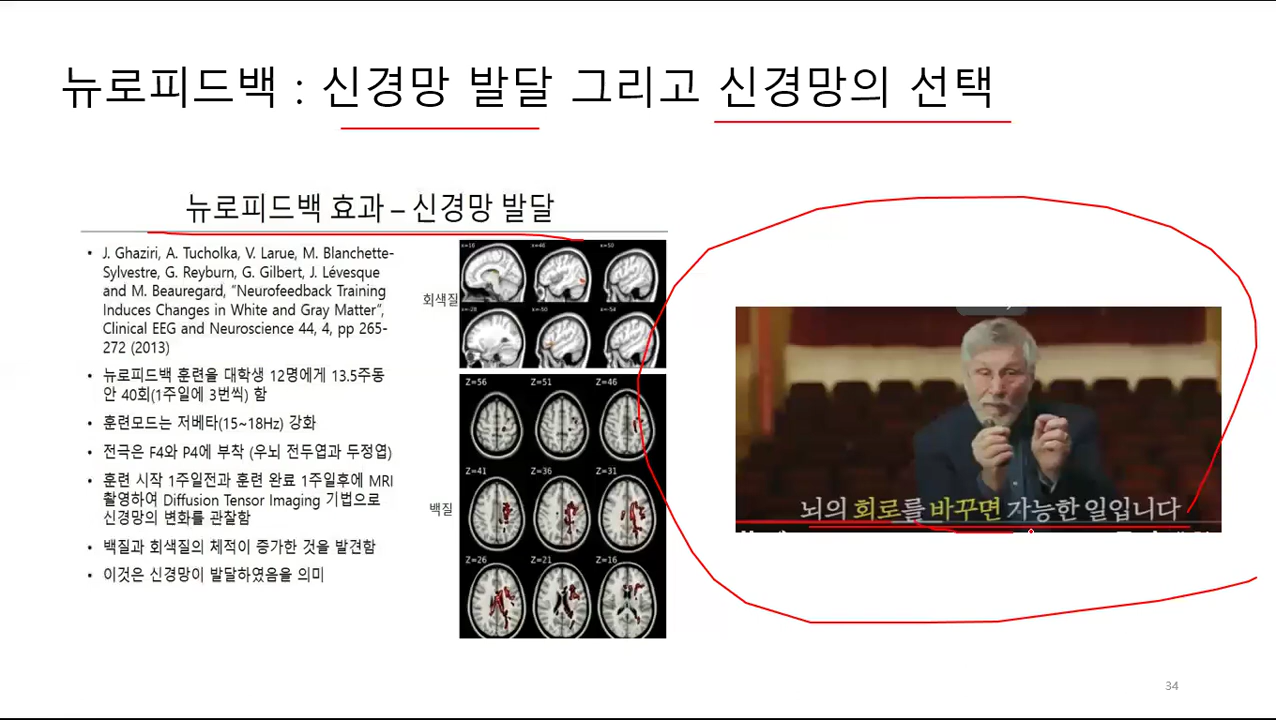 뉴로피드백 : 신경망 발달 그리고 신경망의 선택
뉴로피드백 효과 – 신경망 발달
• J. Ghaziri, A. Tucholka, V. Larue, M. Blanchette-
Sylvestre, G. Reyburn, G. Gilbert, J. Lévesque
and M. Beauregard, “Neurofeedback Training
Induces Changes in White and Gray Matter”,
Clinical EEG and Neuroscience 44, 4, pp 265-
272 (2013)
• 뉴로피드백 훈련을 대학생 12명에게 13.5주동
안 40회(1주일에 3번씩) 함
• 훈련모드는 저베타(15~18Hz) 강화
• 전극은 F4와 P4에 부착 (우뇌 전두엽과 두정엽)
• 훈련 시작 1주일전과 훈련 완료 1주일후에 MRI
촬영하여 Diffusion Tensor Imaging 기법으로
신경망의 변화를 관찰함
• 백질과 회색질의 체적이 증가한 것을 발견함
• 이것은 신경망이 발달하였음을 의미
회색질
x=18 x=46 x=50
x=-28 x=-50 x=-54
백질
Z=56 Z=51 Z=46
Z=41 Z=36 Z=31
Z=26 Z=21 Z=16
뇌의 회로를 바꾸면 가능한 일입니다
34